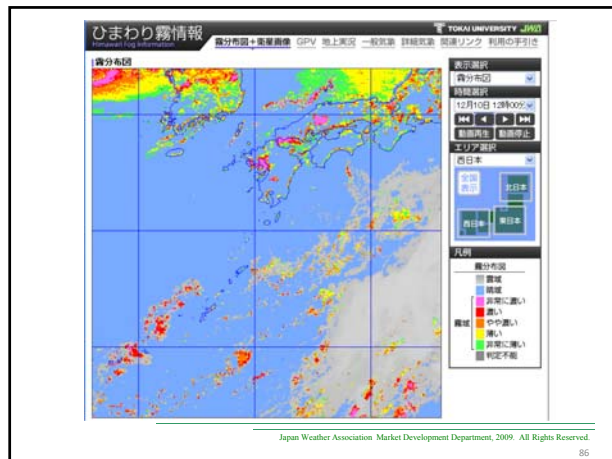 ひまわり霧情報
Himawari Fog Information
TOKAI UNIVERSITY JWA
霧分布図+衛星画像 GPV 地上実況 一般気象 詳細気象 関連リンク 利用の手引き
霧分布図
表示選択
霧分布図
時間選択
12月10日 12時00分
動画再生 動画停止
エリア選択
西日本
全国
表示
北日本
西日本
東日本
凡例
霧分布図
雲域
晴域
霧域
非常に濃い
濃い
やや濃い
薄い
非常に薄い
判定不能
Japan Weather Association Market Development Department, 2009. All Rights Reserved.
86